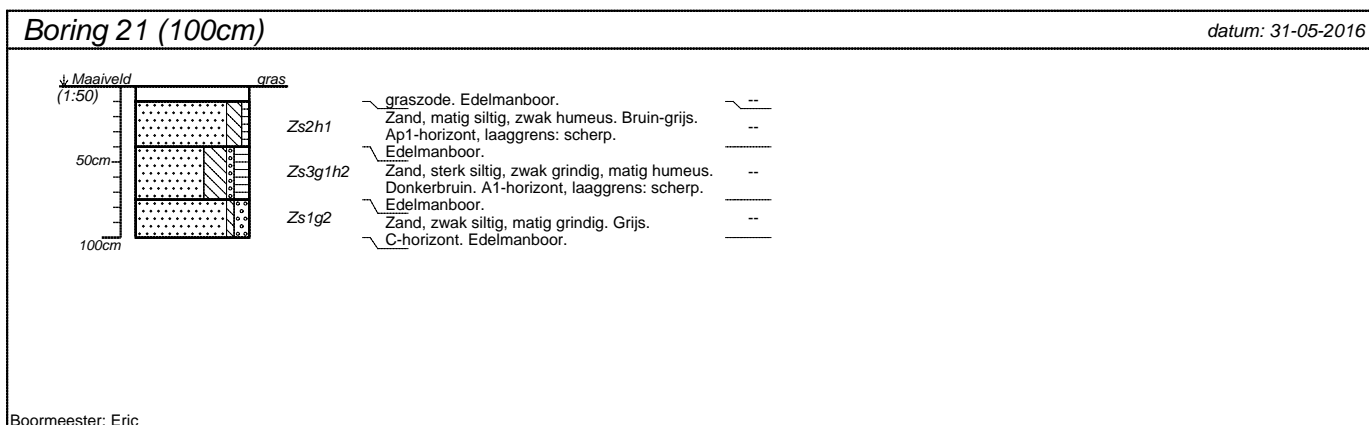 Boring 21 (100cm)
datum: 31-05-2016
Maaiveld
gras
(1:50)
graszode. Edelmanboor.
--
Zs2h1
Zand, matig siltig, zwak humeus. Bruin-grijs.
--
Ap1-horizont, laaggrens: scherp.
Edelmanboor.
50cm
Zs3g1h2
Zand, sterk siltig, zwak grindig, matig humeus.
--
Donkerbruin. A1-horizont, laaggrens: scherp.
Edelmanboor.
Zs1g2
Zand, zwak siltig, matig grindig. Grijs.
--
C-horizont. Edelmanboor.
100cm
Boormeester: Eric